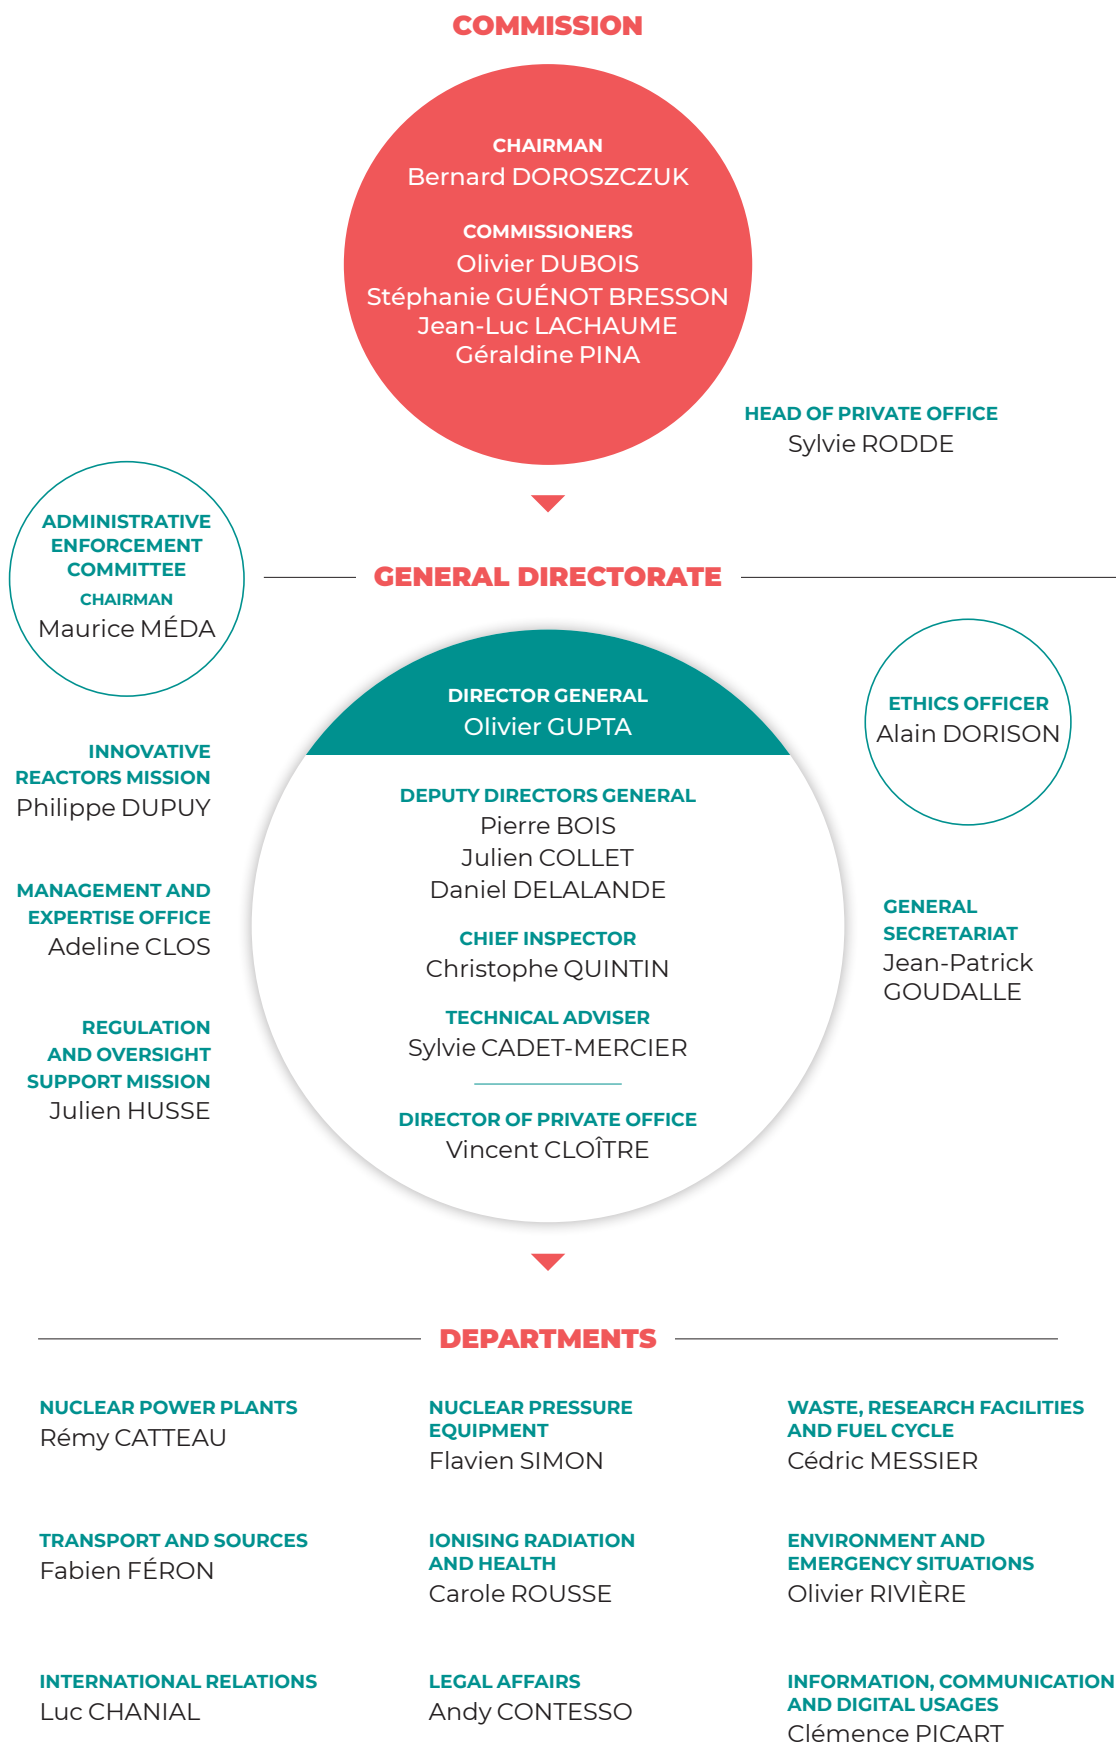 COMMISSION
CHAIRMAN
Bernard DOROSZCZUK
COMMISSIONERS
Olivier DUBOIS
Stéphanie GUÉNOT BRESSON
Jean-Luc LACHAUME
Géraldine PINA
HEAD OF PRIVATE OFFICE
Sylvie RODDE
ADMINISTRATIVE
ENFORCEMENT
COMMITTEE
CHAIRMAN
Maurice MÉDA
GENERAL DIRECTORATE
DIRECTOR GENERAL
Olivier GUPTA
DEPUTY DIRECTORS GENERAL
Pierre BOIS
Julien COLLET
Daniel DELALANDE
CHIEF INSPECTOR
Christophe QUINTIN
TECHNICAL ADVISER
Sylvie CADET-MERCIER
DIRECTOR OF PRIVATE OFFICE
Vincent CLOÎTRE
ETHICS OFFICER
Alain DORISON
INNOVATIVE
REACTORS MISSION
Philippe DUPUY
MANAGEMENT AND
EXPERTISE OFFICE
Adeline CLOS
REGULATION
AND OVERSIGHT
SUPPORT MISSION
Julien HUSSE
GENERAL
SECRETARIAT
Jean-Patrick
GOUDALLE
DEPARTMENTS
NUCLEAR POWER PLANTS
Rémy CATTEAU
NUCLEAR PRESSURE
EQUIPMENT
Flavien SIMON
WASTE, RESEARCH FACILITIES
AND FUEL CYCLE
Cédric MESSIER
TRANSPORT AND SOURCES
Fabien FÉRON
IONISING RADIATION
AND HEALTH
Carole ROUSSE
ENVIRONMENT AND
EMERGENCY SITUATIONS
Olivier RIVIÈRE
INTERNATIONAL RELATIONS
Luc CHANIAL
LEGAL AFFAIRS
Andy CONTESSO
INFORMATION, COMMUNICATION
AND DIGITAL USAGES
Clémence PICART